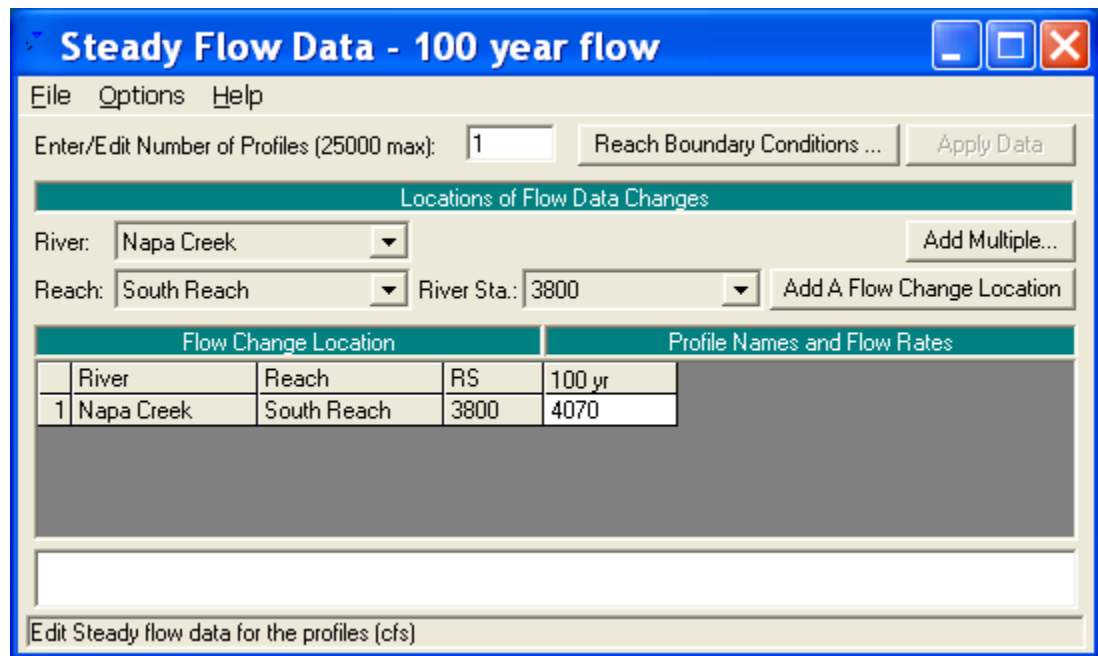 Steady Flow Data - 100 year flow
File Options Help
Enter/Edit Number of Profiles (25000 max): 1 Reach Boundary Conditions ... Apply Data
Locations of Flow Data Changes
River: Napa Creek Add Multiple...
Reach: South Reach River Sta.: 3800 Add A Flow Change Location
Flow Change Location Profile Names and Flow Rates
River Reach RS 100 yr
1 Napa Creek South Reach 3800 4070
Edit Steady flow data for the profiles (cfs)